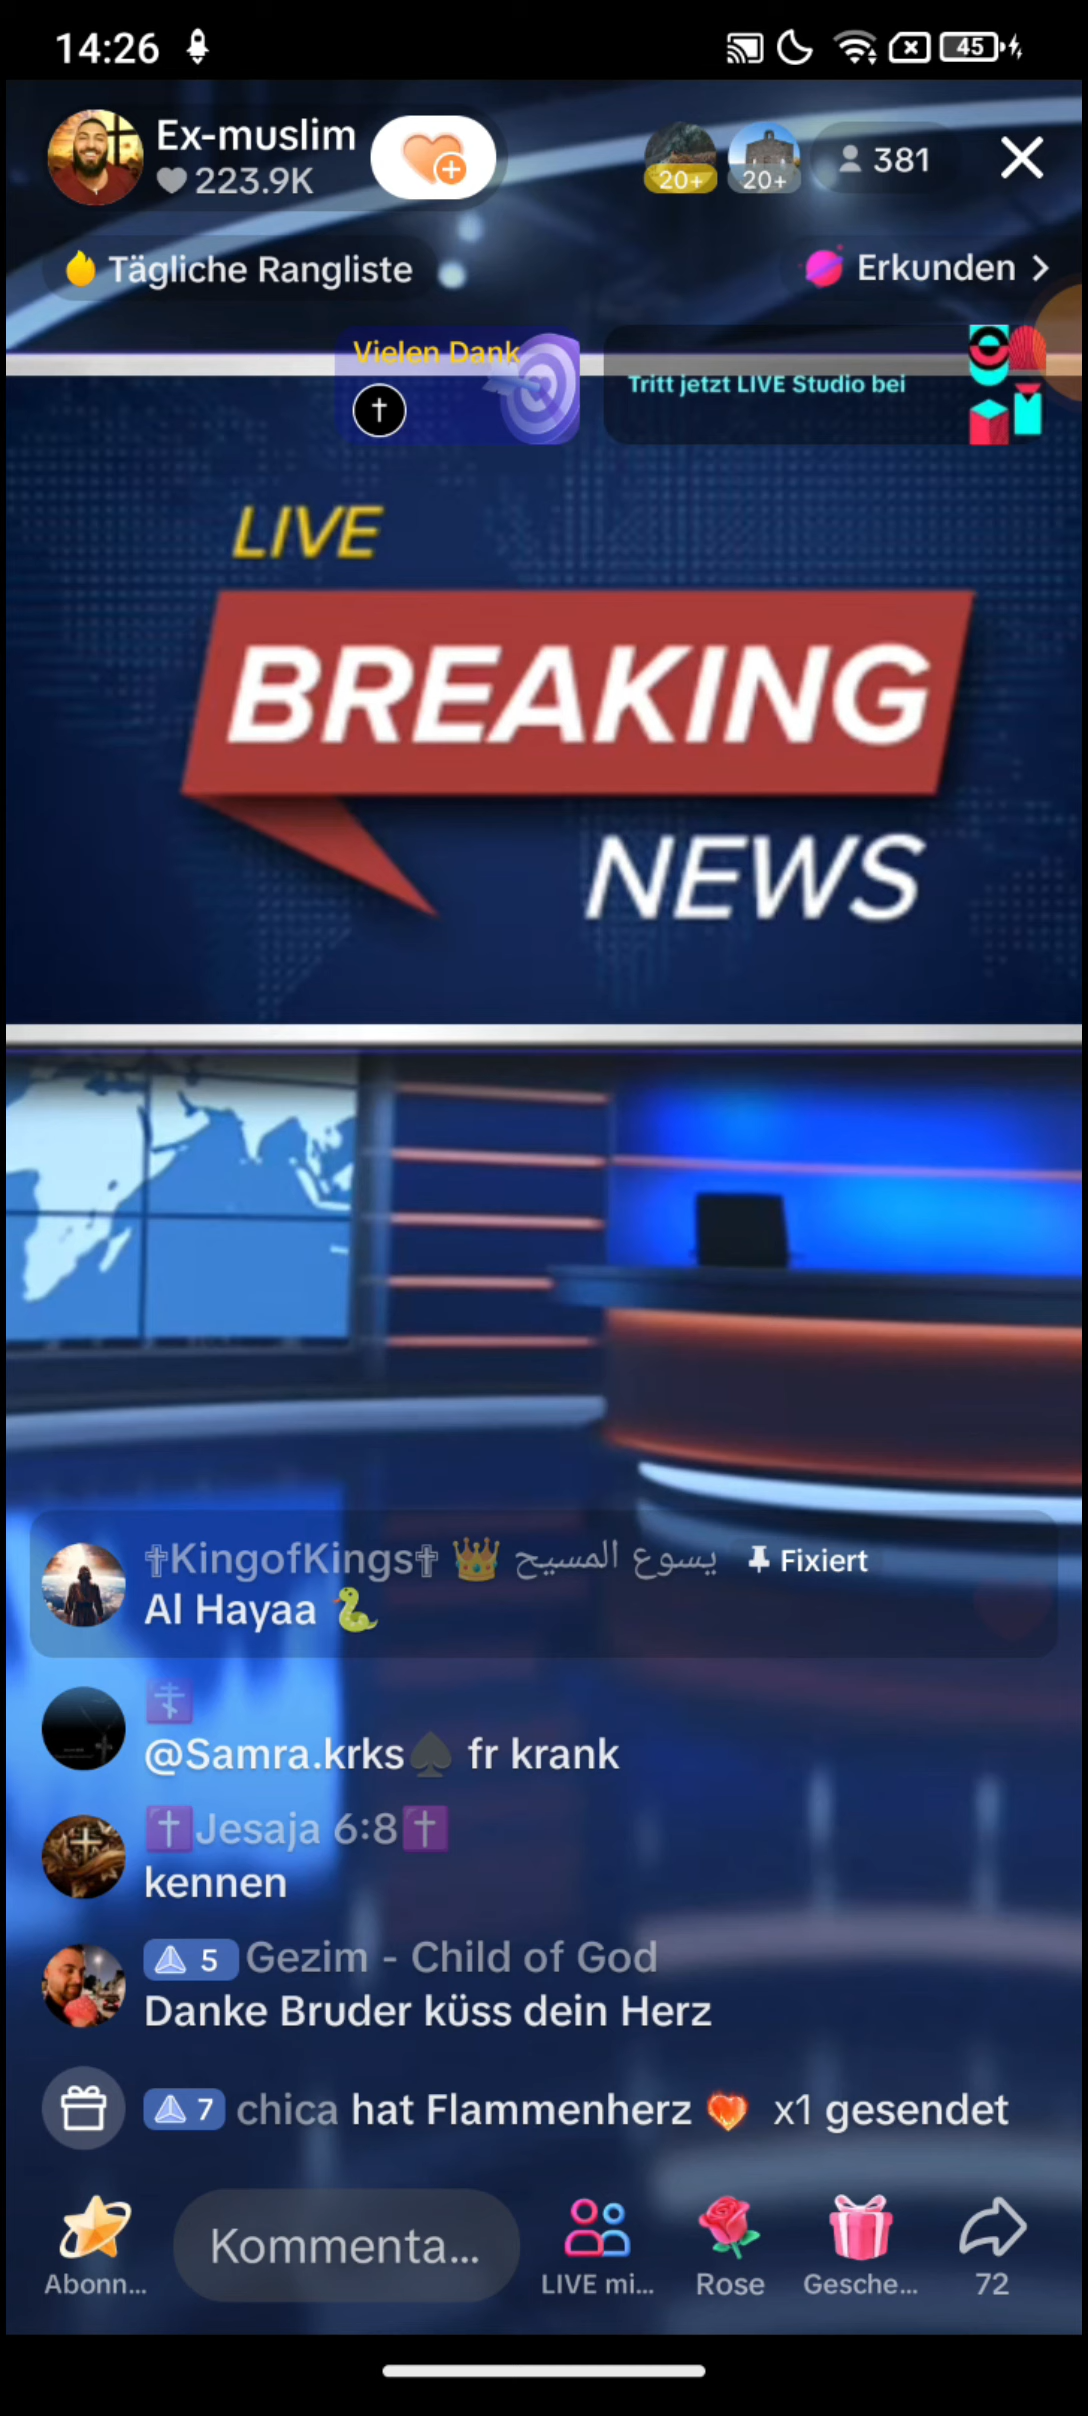 14:26
45
Ex-muslim
223.9K
20+
20+
381
Tägliche Rangliste
Erkunden >
Vielen Dank
Tritt jetzt LIVE Studio bei
LIVE
BREAKING
NEWS
✟KingofKings✟ 👑 يسوع المسيح Fixiert
Al Hayaa 🐍
☦️
@Samra.krks♠️ fr krank
✝️Jesaja 6:8✝️
kennen
5 Gezim - Child of God
Danke Bruder küss dein Herz
7 chica hat Flammenherz x1 gesendet
Kommenta...
Abonn...
LIVE mi...
Rose
Gesche...
72